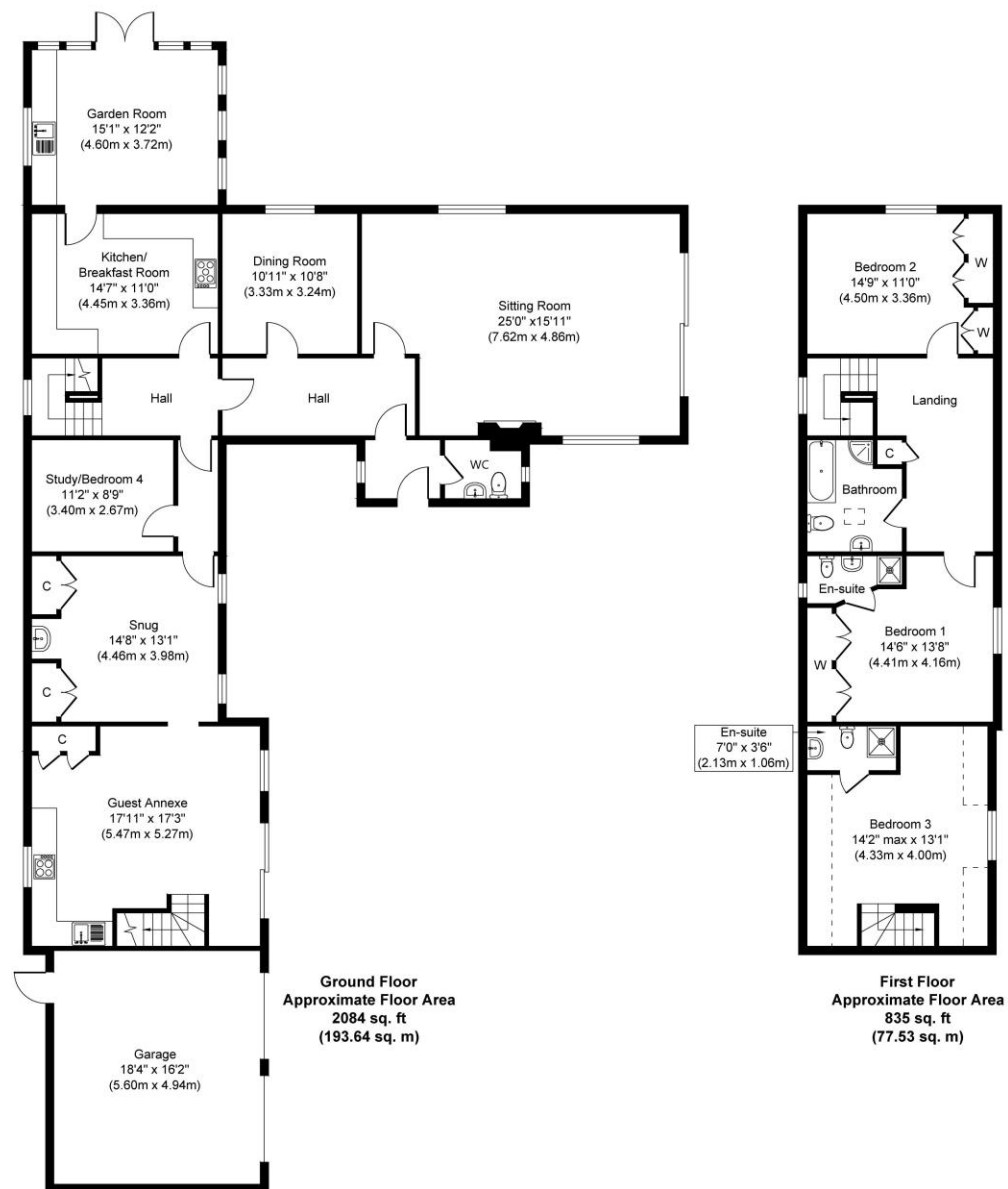 Garden Room
15'1" x 12'2"
(4.60m x 3.72m)
Kitchen/
Breakfast Room
14'7" x 11'0"
(4.45m x 3.36m)
Dining Room
10'11" x 10'8"
(3.33m x 3.24m)
Sitting Room
25'0" x15'11"
(7.62m x 4.86m)
Hall
Hall
WC
Study/Bedroom 4
11'2" x 8'9"
(3.40m x 2.67m)
C
Snug
14'8" x 13'1"
(4.46m x 3.98m)
C
C
Guest Annexe
17'11" x 17'3"
(5.47m x 5.27m)
Garage
18'4" x 16'2"
(5.60m x 4.94m)
Ground Floor
Approximate Floor Area
2084 sq. ft
(193.64 sq. m)
Bedroom 2
14'9" x 11'0"
(4.50m x 3.36m)
W
W
Landing
C
Bathroom
En-suite
Bedroom 1
14'6" x 13'8"
(4.41m x 4.16m)
W
En-suite
7'0" x 3'6"
(2.13m x 1.06m)
Bedroom 3
14'2" max x 13'1"
(4.33m x 4.00m)
First Floor
Approximate Floor Area
835 sq. ft
(77.53 sq. m)